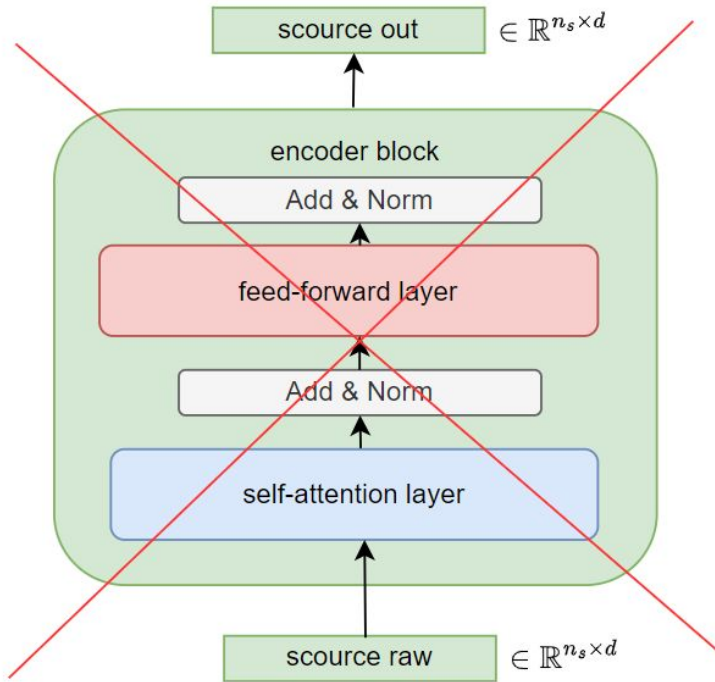 scource out ∈ ℝ^{n_s×d}
encoder block
Add & Norm
feed-forward layer
Add & Norm
self-attention layer
scource raw ∈ ℝ^{n_s×d}